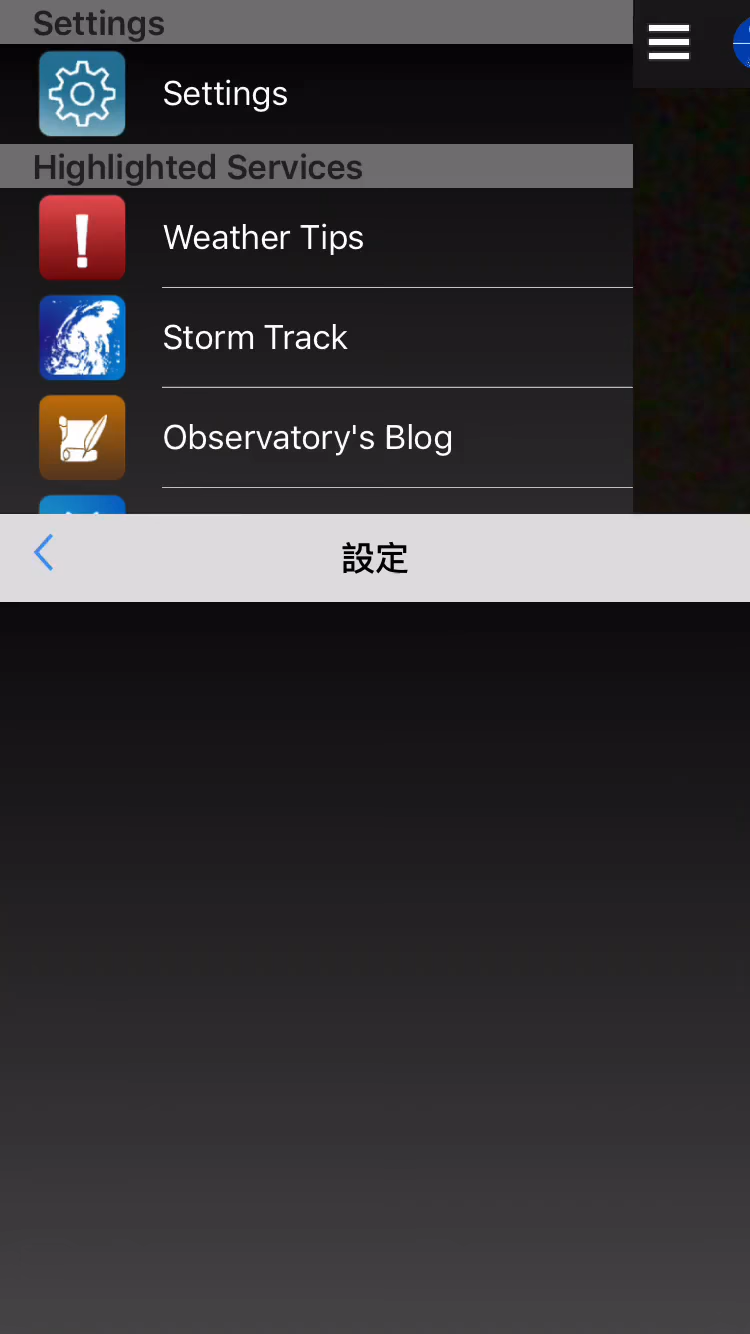 Settings
Settings
Highlighted Services
Weather Tips
Storm Track
Observatory's Blog
設定